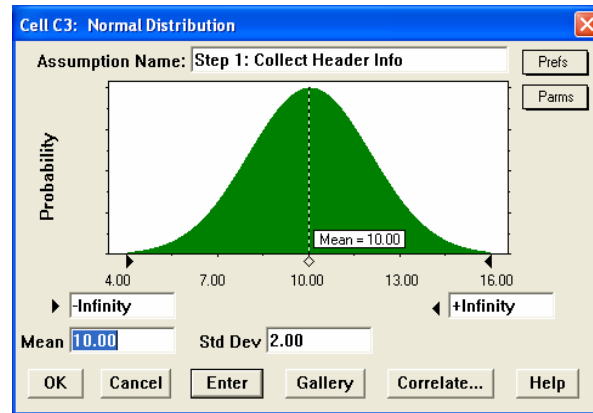 Cell C3: Normal Distribution
Assumption Name: Step 1: Collect Header Info
Prefs
Parms
Probability
Mean = 10.00
4.00 7.00 10.00 13.00 16.00
-Infinity +Infinity
Mean 10.00 Std Dev 2.00
OK Cancel Enter Gallery Correlate... Help